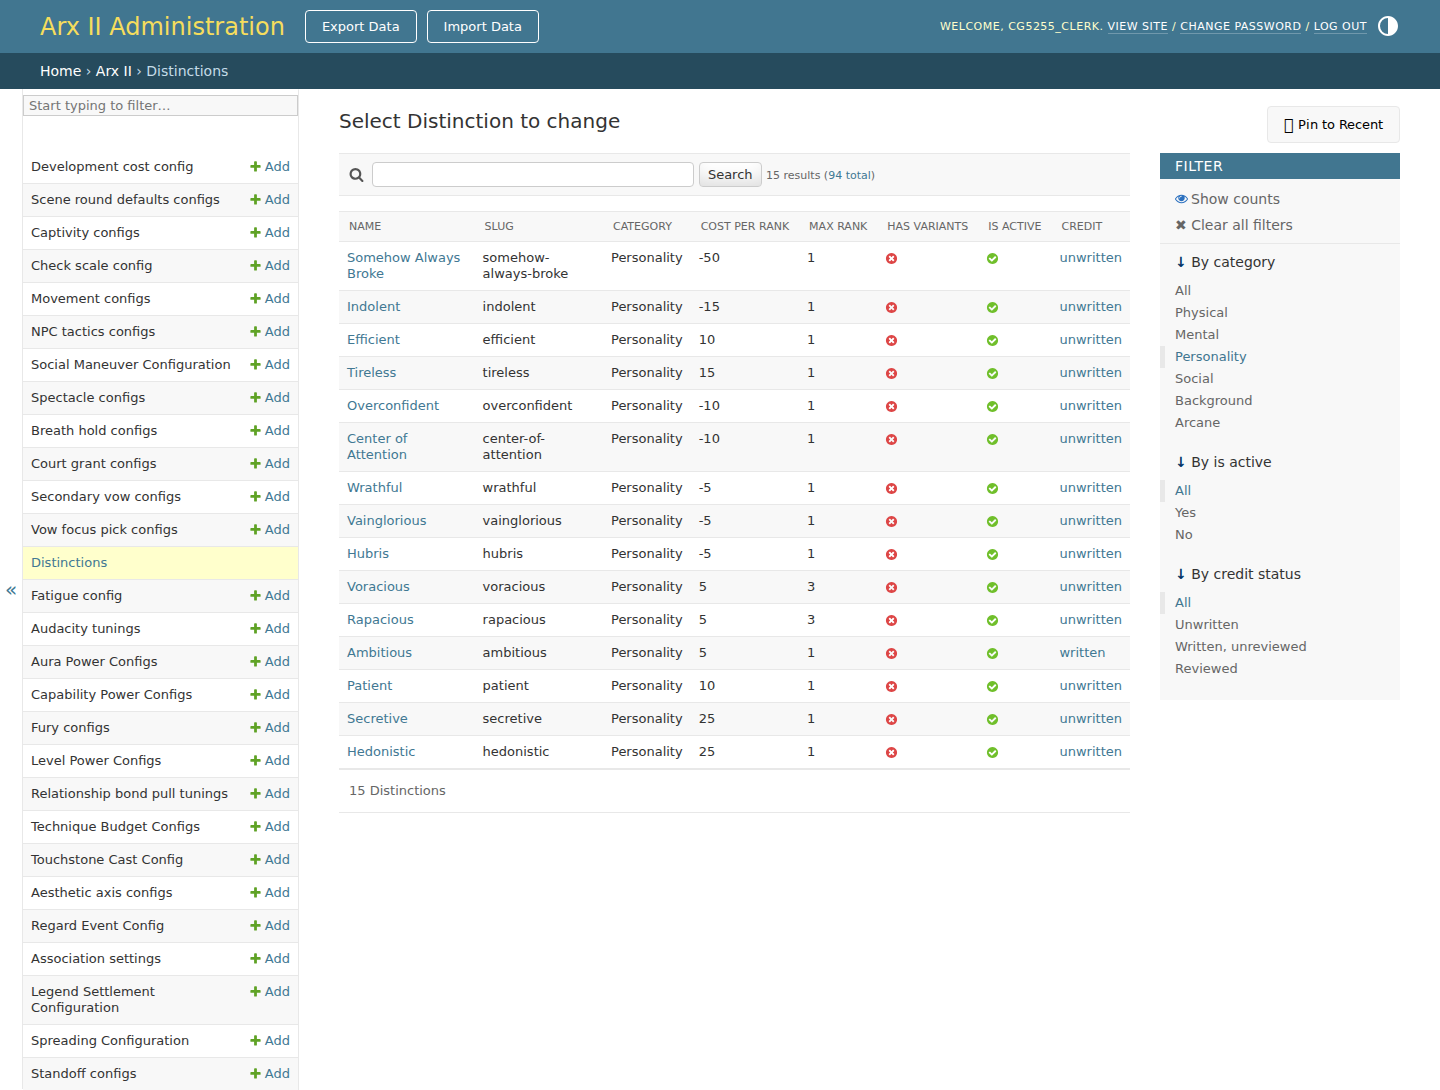 Arx II Administration
Export Data
Import Data
WELCOME, CG5255_CLERK. VIEW SITE / CHANGE PASSWORD / LOG OUT
Home › Arx II › Distinctions
Start typing to filter...
Development cost config Add
Scene round defaults configs Add
Captivity configs Add
Check scale config Add
Movement configs Add
NPC tactics configs Add
Social Maneuver Configuration Add
Spectacle configs Add
Breath hold configs Add
Court grant configs Add
Secondary vow configs Add
Vow focus pick configs Add
Distinctions
Fatigue config Add
Audacity tunings Add
Aura Power Configs Add
Capability Power Configs Add
Fury configs Add
Level Power Configs Add
Relationship bond pull tunings Add
Technique Budget Configs Add
Touchstone Cast Config Add
Aesthetic axis configs Add
Regard Event Config Add
Association settings Add
Legend Settlement Add
Configuration
Spreading Configuration Add
Standoff configs Add
«
Select Distinction to change
Pin to Recent
Search 15 results (94 total)
NAME SLUG CATEGORY COST PER RANK MAX RANK HAS VARIANTS IS ACTIVE CREDIT
Somehow Always somehow- Personality -50 1 unwritten
Broke always-broke
Indolent indolent Personality -15 1 unwritten
Efficient efficient Personality 10 1 unwritten
Tireless tireless Personality 15 1 unwritten
Overconfident overconfident Personality -10 1 unwritten
Center of center-of- Personality -10 1 unwritten
Attention attention
Wrathful wrathful Personality -5 1 unwritten
Vainglorious vainglorious Personality -5 1 unwritten
Hubris hubris Personality -5 1 unwritten
Voracious voracious Personality 5 3 unwritten
Rapacious rapacious Personality 5 3 unwritten
Ambitious ambitious Personality 5 1 written
Patient patient Personality 10 1 unwritten
Secretive secretive Personality 25 1 unwritten
Hedonistic hedonistic Personality 25 1 unwritten
15 Distinctions
FILTER
Show counts
✖ Clear all filters
↓ By category
All
Physical
Mental
Personality
Social
Background
Arcane
↓ By is active
All
Yes
No
↓ By credit status
All
Unwritten
Written, unreviewed
Reviewed